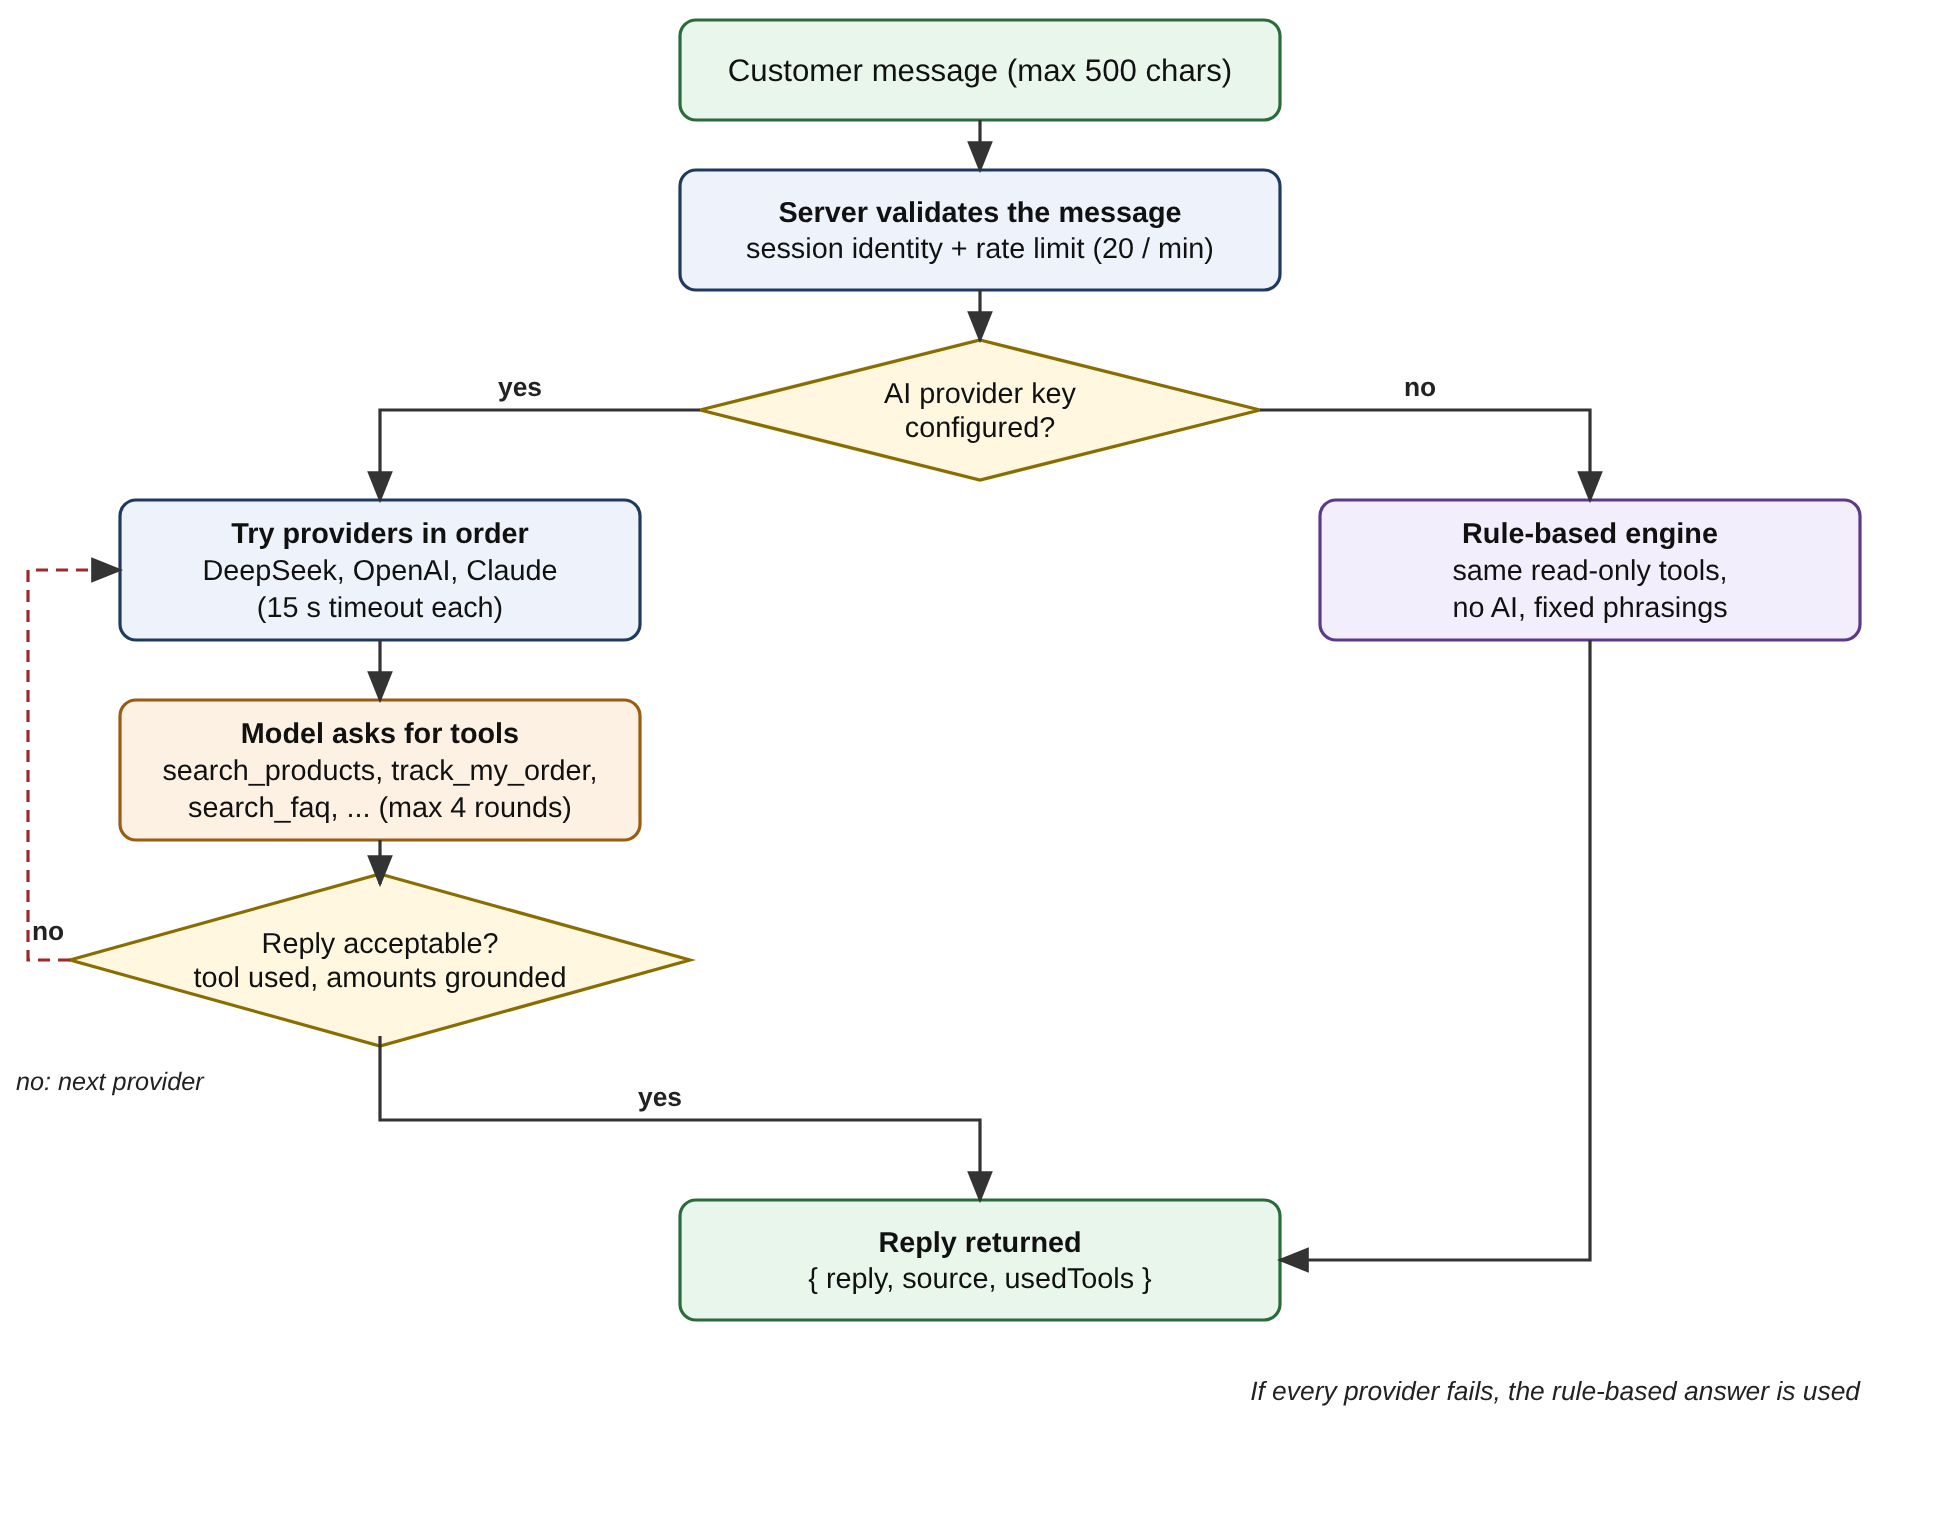 Customer message (max 500 chars)
Server validates the message
session identity + rate limit (20 / min)
AI provider key
configured?
yes
no
Try providers in order
DeepSeek, OpenAI, Claude
(15 s timeout each)
Rule-based engine
same read-only tools,
no AI, fixed phrasings
Model asks for tools
search_products, track_my_order,
search_faq, ... (max 4 rounds)
no
Reply acceptable?
tool used, amounts grounded
no: next provider
yes
Reply returned
{ reply, source, usedTools }
If every provider fails, the rule-based answer is used